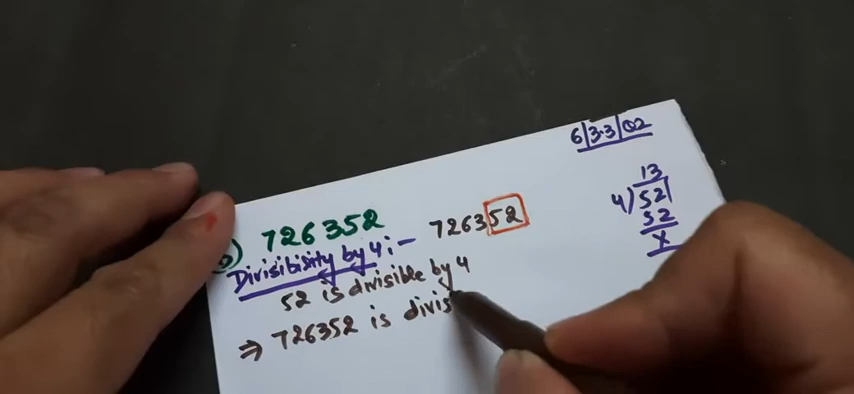 6|3.3|Q2
726352
Divisibility by 4:- 726352
52 is divisible by 4
⇒ 726352 is divis
13
4)52
52
x